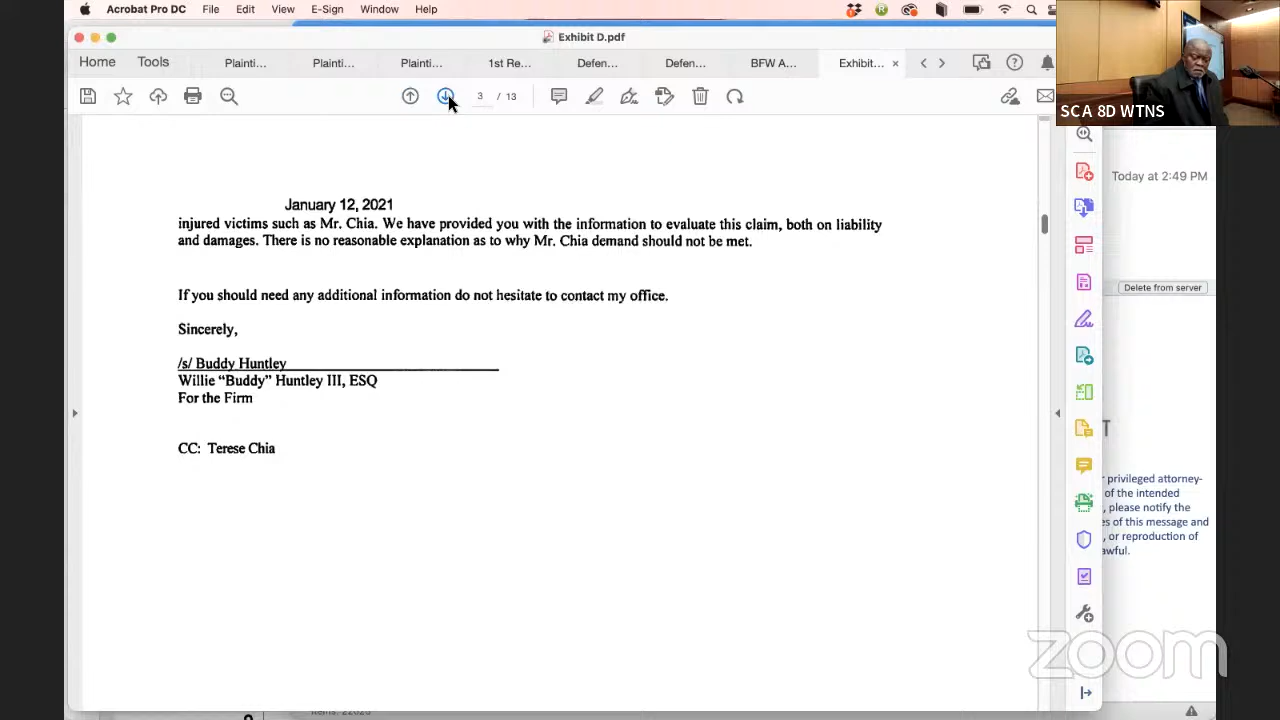 Acrobat Pro DC File Edit View E-Sign Window Help
Exhibit D.pdf
Home Tools Plainti... Plainti... Plainti... 1st Re... Defen... Defen... BFW A... Exhibit...
3 / 13
SCA 8D WTNS
Today at 2:49 PM
January 12, 2021
injured victims such as Mr. Chia. We have provided you with the information to evaluate this claim, both on liability
and damages. There is no reasonable explanation as to why Mr. Chia demand should not be met.
Delete from server
If you should need any additional information do not hesitate to contact my office.
Sincerely,
/s/ Buddy Huntley
Willie “Buddy” Huntley III, ESQ
For the Firm
CC: Terese Chia
T
r privileged attorney-
of the intended
, please notify the
es of this message and
, or reproduction of
awful.
zoom